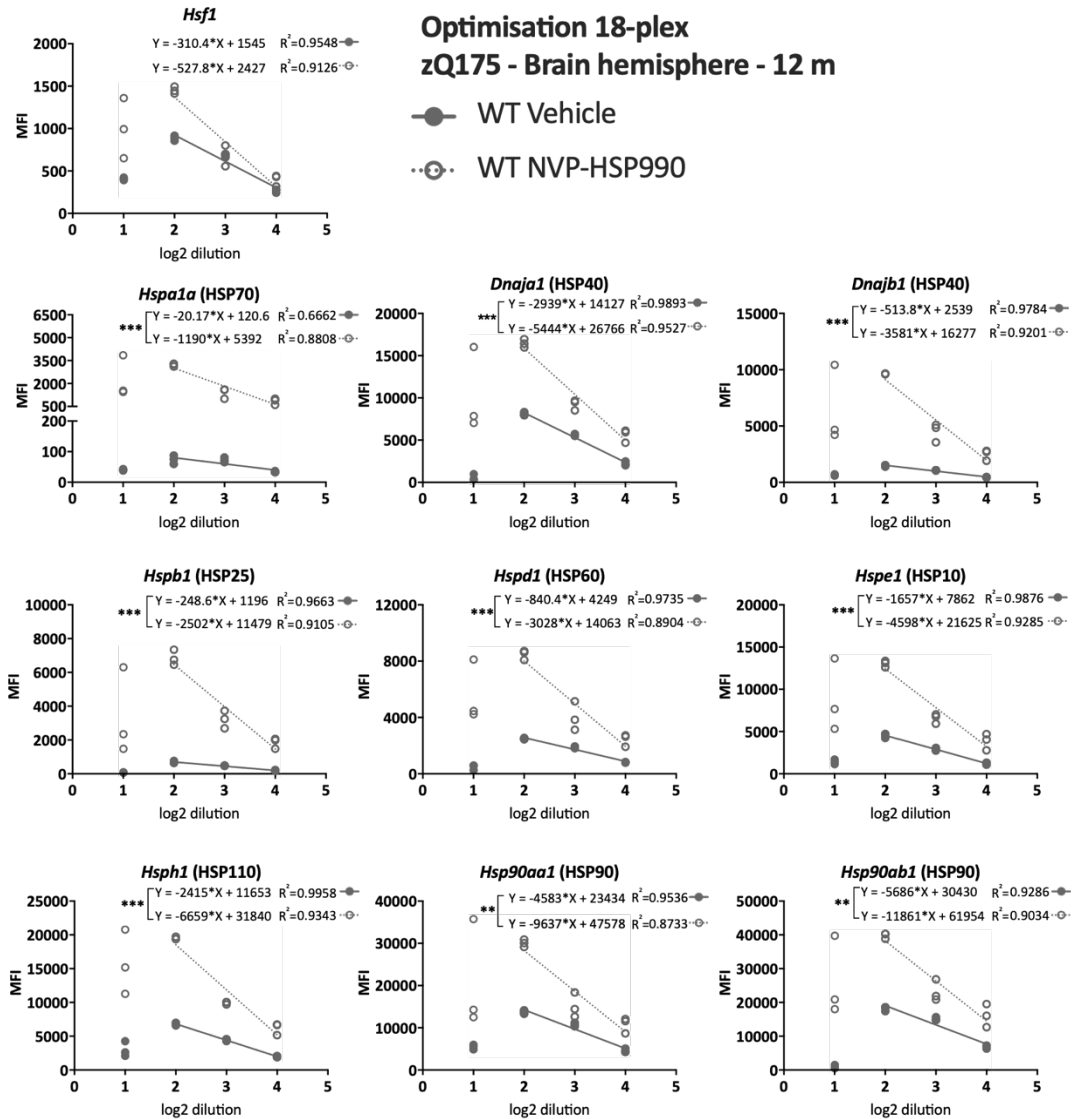 Optimisation 18-plex
zQ175 - Brain hemisphere - 12 m
WT Vehicle
WT NVP-HSP990
Hsf1
Y = -310.4*X + 1545 R²=0.9548
Y = -527.8*X + 2427 R²=0.9126
MFI
2000
1500
1000
500
0
0 1 2 3 4 5
log2 dilution
Hspa1a (HSP70)
*** Y = -20.17*X + 120.6 R²=0.6662
Y = -1190*X + 5392 R²=0.8808
MFI
6500
5500
4500
3500
2500
1500
500
200
100
0
0 1 2 3 4 5
log2 dilution
Dnaja1 (HSP40)
*** Y = -2939*X + 14127 R²=0.9893
Y = -5444*X + 26766 R²=0.9527
MFI
20000
15000
10000
5000
0
0 1 2 3 4 5
log2 dilution
Dnajb1 (HSP40)
*** Y = -513.8*X + 2539 R²=0.9784
Y = -3581*X + 16277 R²=0.9201
MFI
15000
10000
5000
0
0 1 2 3 4 5
log2 dilution
Hspb1 (HSP25)
*** Y = -248.6*X + 1196 R²=0.9663
Y = -2502*X + 11479 R²=0.9105
MFI
10000
8000
6000
4000
2000
0
0 1 2 3 4 5
log2 dilution
Hspd1 (HSP60)
*** Y = -840.4*X + 4249 R²=0.9735
Y = -3028*X + 14063 R²=0.8904
MFI
12000
8000
4000
0
0 1 2 3 4 5
log2 dilution
Hspe1 (HSP10)
*** Y = -1657*X + 7862 R²=0.9876
Y = -4598*X + 21625 R²=0.9285
MFI
20000
15000
10000
5000
0
0 1 2 3 4 5
log2 dilution
Hsph1 (HSP110)
*** Y = -2415*X + 11653 R²=0.9958
Y = -6659*X + 31840 R²=0.9343
MFI
25000
20000
15000
10000
5000
0
0 1 2 3 4 5
log2 dilution
Hsp90aa1 (HSP90)
** Y = -4583*X + 23434 R²=0.9536
Y = -9637*X + 47578 R²=0.8733
MFI
40000
30000
20000
10000
0
0 1 2 3 4 5
log2 dilution
Hsp90ab1 (HSP90)
** Y = -5686*X + 30430 R²=0.9286
Y = -11861*X + 61954 R²=0.9034
MFI
50000
40000
30000
20000
10000
0
0 1 2 3 4 5
log2 dilution